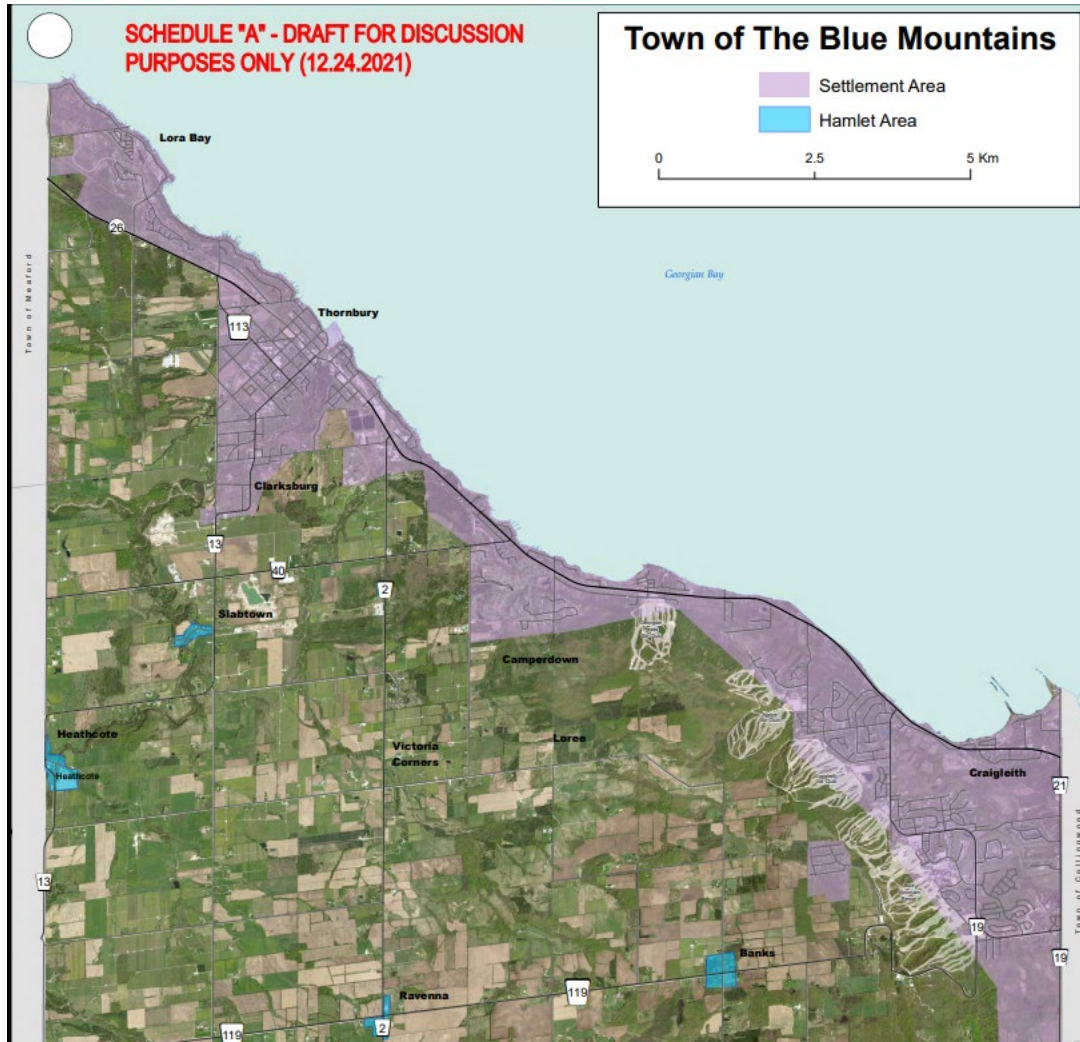 SCHEDULE "A" - DRAFT FOR DISCUSSION
PURPOSES ONLY (12.24.2021)
Town of The Blue Mountains
Settlement Area
Hamlet Area
0 2.5 5 Km
Lora Bay
26
Town of Meaford
Georgian Bay
Thornbury
113
Clarksburg
13
40
2
Slabtown
Camperdown
Heathcote
Victoria
Corners
Loree
Heathcote
Craigleith
21
13
Town of Collingwood
19
Banks
19
Ravenna
119
2
119